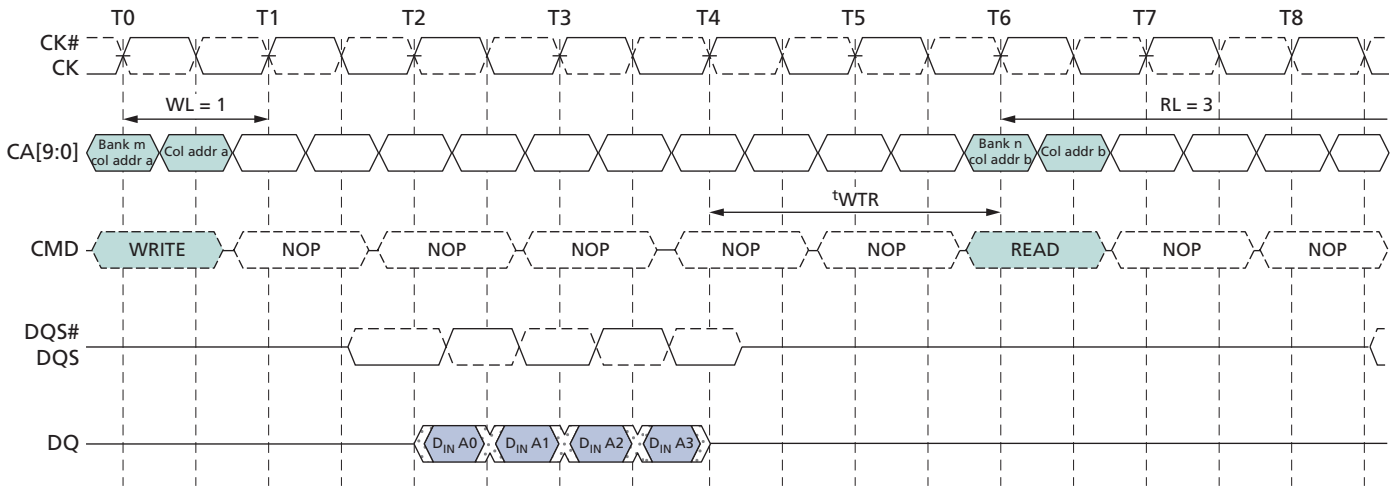 T0 T1 T2 T3 T4 T5 T6 T7 T8
CK#
CK
WL = 1 RL = 3
CA[9:0] Bank m col addr a Col addr a Bank n col addr b Col addr b
tWTR
CMD WRITE NOP NOP NOP NOP NOP READ NOP NOP
DQS#
DQS
DQ DIN A0 DIN A1 DIN A2 DIN A3